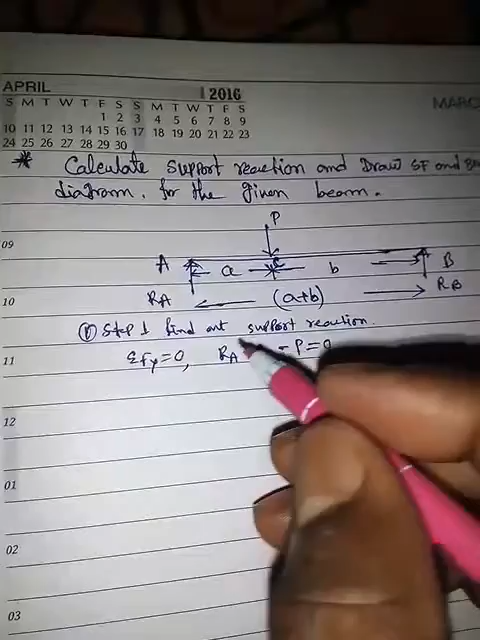 APRIL 2016
MARC
S M T W T F S S M T W T F S
1 2 3 4 5 6 7 8 9
10 11 12 13 14 15 16 17 18 19 20 21 22 23
24 25 26 27 28 29 30
* Calculate support reaction and Draw SF and
diagram. for the given beam.
P
09
A a c b B
10
RA (a+b) RB
① Step 1 find out support reaction.
11
ΣFy=0, RA - P=0
12
01
02
03